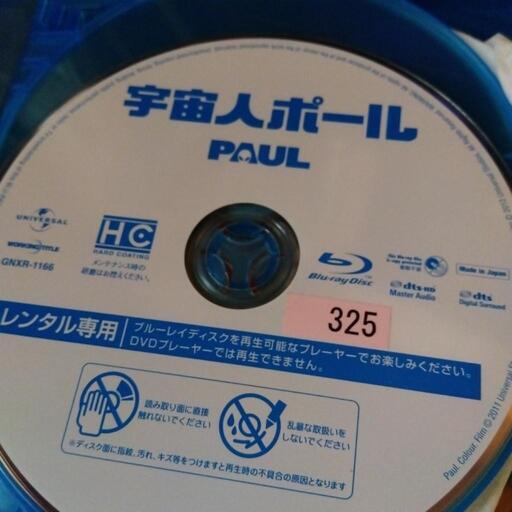 宇宙人ポール
PAUL
UNIVERSAL
WORKING TITLE
GNXR-1166
HC
HARD COATING
メンテナンス時の
研磨はお控えください。
Blu-ray Disc
TM
複製不能
Made in Japan
dts-HD
Master Audio
dts
Digital Surround
325
レンタル専用
ブルーレイディスクを再生可能なプレーヤーでお楽しみください。
DVDプレーヤーでは再生できません。
読み取り面に直接
触れないでください
乱暴な取扱いを
しないでください
※ディスク面に指紋、汚れ、キズ等をつけますと再生時の不具合の原因となります
Paul. Colour. Film © 2011 Universal